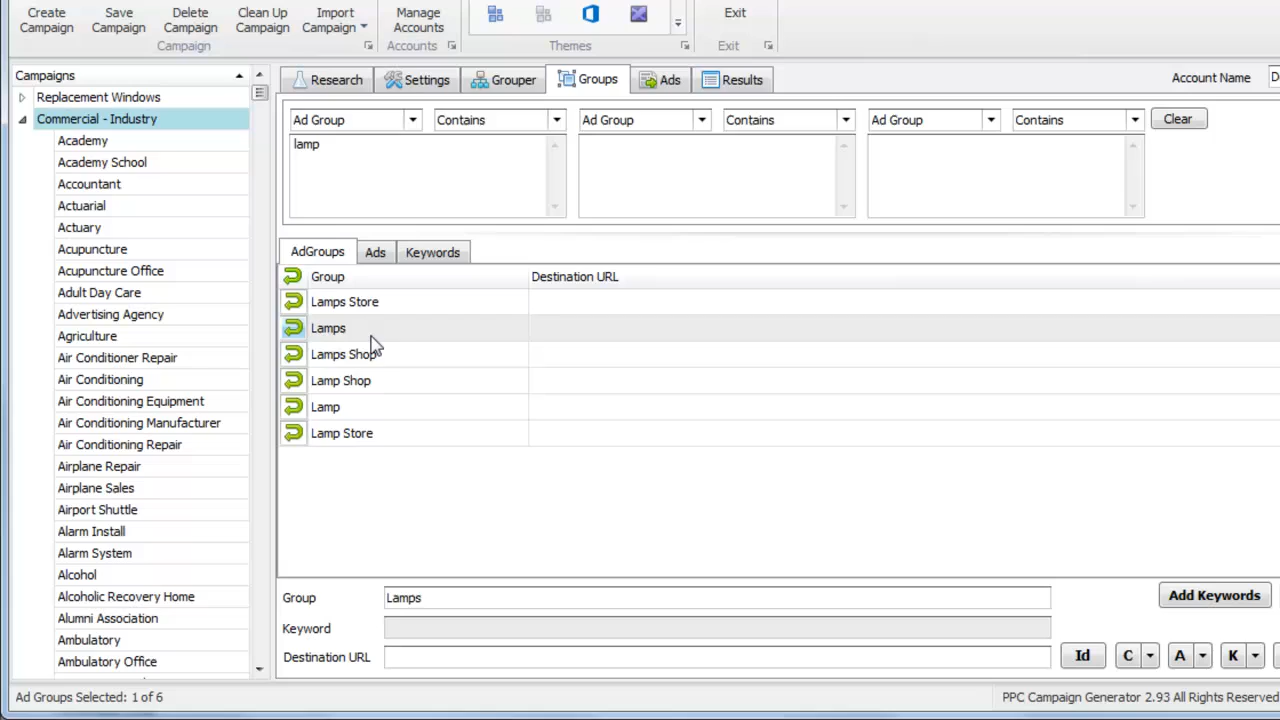 Create Campaign
Save Campaign
Delete Campaign
Clean Up Campaign
Import Campaign
Manage Accounts
Exit
Campaign
Accounts
Themes
Exit
Campaigns
Research
Settings
Grouper
Groups
Ads
Results
Account Name
D
Replacement Windows
Commercial - Industry
Academy
Academy School
Accountant
Actuarial
Actuary
Acupuncture
Acupuncture Office
Adult Day Care
Advertising Agency
Agriculture
Air Conditioner Repair
Air Conditioning
Air Conditioning Equipment
Air Conditioning Manufacturer
Air Conditioning Repair
Airplane Repair
Airplane Sales
Airport Shuttle
Alarm Install
Alarm System
Alcohol
Alcoholic Recovery Home
Alumni Association
Ambulatory
Ambulatory Office
Ad Group Contains Ad Group Contains Ad Group Contains Clear
lamp
AdGroups Ads Keywords
Group Destination URL
Lamps Store
Lamps
Lamps Shop
Lamp Shop
Lamp
Lamp Store
Group Lamps Add Keywords
Keyword
Destination URL Id C A K
Ad Groups Selected: 1 of 6
PPC Campaign Generator 2.93 All Rights Reserved